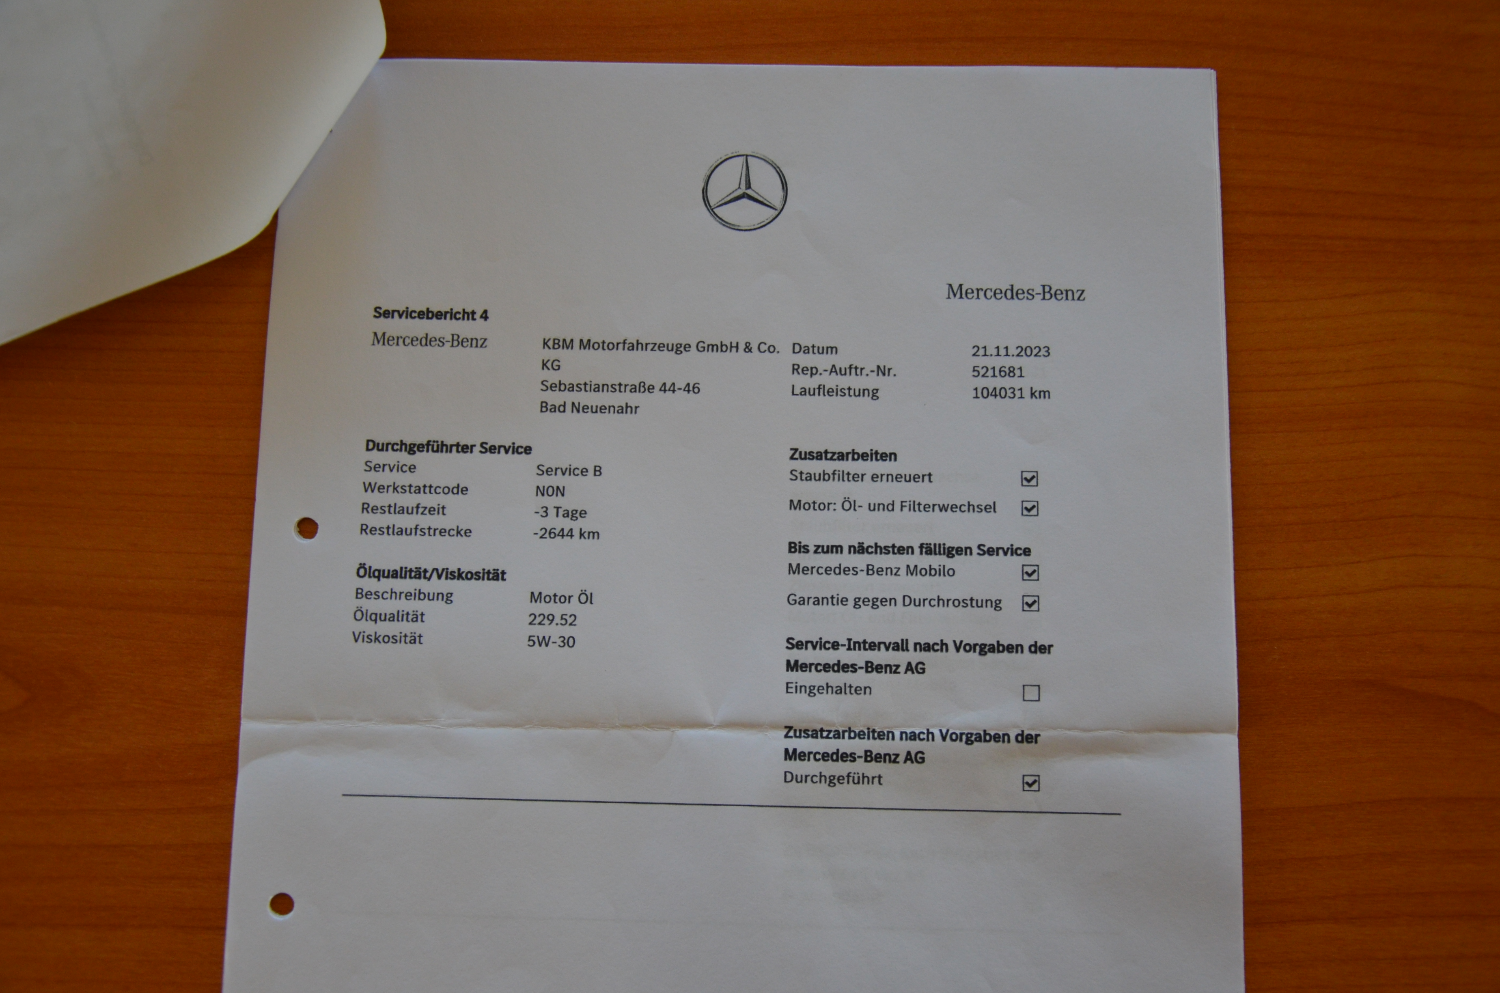 Mercedes-Benz
Servicebericht 4
Mercedes-Benz
KBM Motorfahrzeuge GmbH & Co.
KG
Sebastianstraße 44-46
Bad Neuenahr
Datum 21.11.2023
Rep.-Auftr.-Nr. 521681
Laufleistung 104031 km
Durchgeführter Service
Service Service B
Werkstattcode N0N
Restlaufzeit -3 Tage
Restlaufstrecke -2644 km
Ölqualität/Viskosität
Beschreibung Motor Öl
Ölqualität 229.52
Viskosität 5W-30
Zusatzarbeiten
Staubfilter erneuert
Motor: Öl- und Filterwechsel
Bis zum nächsten fälligen Service
Mercedes-Benz Mobilo
Garantie gegen Durchrostung
Service-Intervall nach Vorgaben der
Mercedes-Benz AG
Eingehalten
Zusatzarbeiten nach Vorgaben der
Mercedes-Benz AG
Durchgeführt